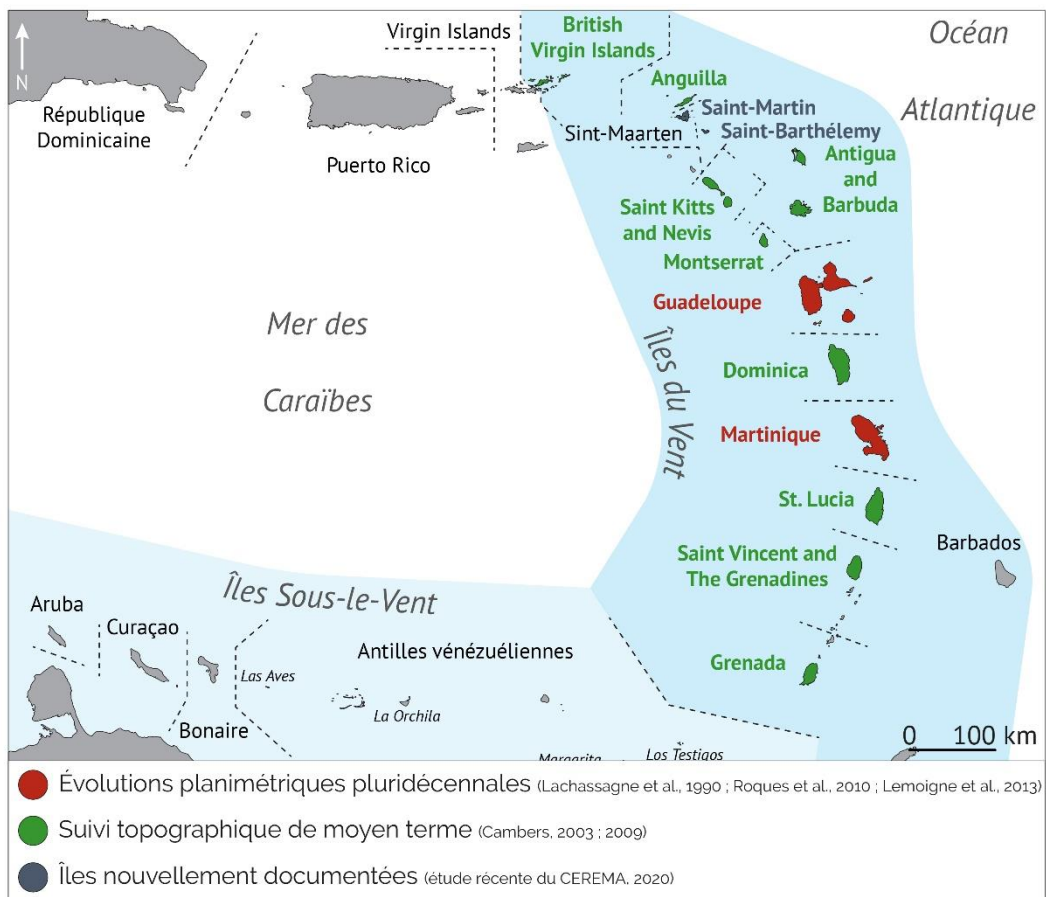 Virgin Islands
British
Virgin Islands
Océan
Atlantique
N
République
Dominicaine
Puerto Rico
Anguilla
Saint-Martin
Sint-Maarten
Saint-Barthélemy
Antigua
and
Barbuda
Saint Kitts
and Nevis
Montserrat
Guadeloupe
Mer des
Caraïbes
Îles du Vent
Dominica
Martinique
St. Lucia
Saint Vincent and
The Grenadines
Barbados
Îles Sous-le-Vent
Aruba
Curaçao
Antilles vénézuéliennes
Las Aves
La Orchila
Bonaire
Grenada
Margarita
Los Testigos
0 100 km
Évolutions planimétriques pluridécennales (Lachassagne et al., 1990 ; Roques et al., 2010 ; Lemoigne et al., 2013)
Suivi topographique de moyen terme (Cambers, 2003 ; 2009)
Îles nouvellement documentées (étude récente du CEREMA, 2020)